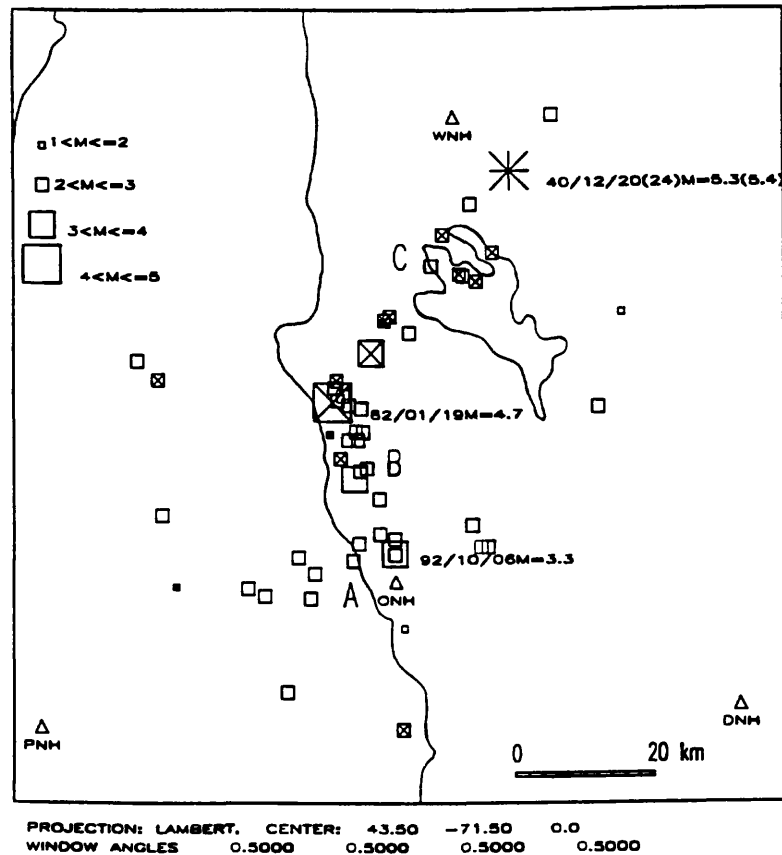 WNH
1<M<=2
2<M<=3
40/12/20(24)M=5.3(5.4)
3<M<=4
C
4<M<=5
82/01/19M=4.7
B
B
92/10/06M=3.3
A
ONH
DNH
PNH
0 20 km
PROJECTION: LAMBERT. CENTER: 43.50 -71.50 0.0
WINDOW ANGLES 0.5000 0.5000 0.5000 0.5000